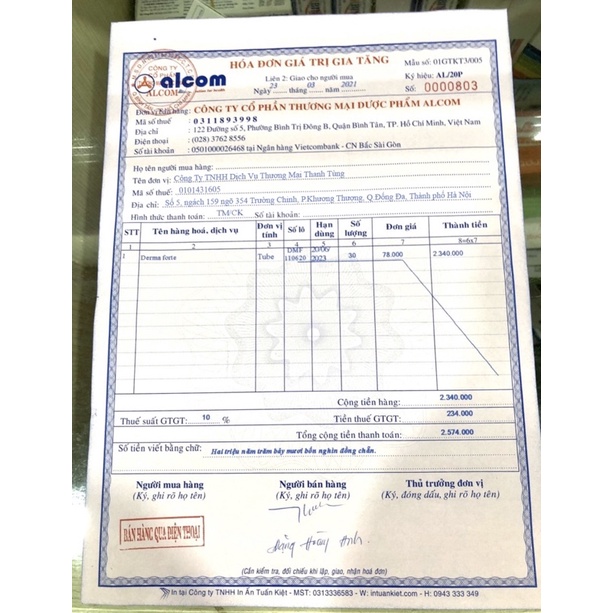 HÓA ĐƠN GIÁ TRỊ GIA TĂNG
Liên 2: Giao cho người mua
Ngày 23 tháng 03 năm 2021
Mẫu số: 01GTKT3/005
Ký hiệu: AL/20P
Số: 0000803
CÔNG TY
CỔ PHẦN
alcom
ALCOM
Đơn vị bán hàng: CÔNG TY CỔ PHẦN THƯƠNG MẠI DƯỢC PHẨM ALCOM
Mã số thuế : 0311893998
Địa chỉ : 122 Đường số 5, Phường Bình Trị Đông B, Quận Bình Tân, TP. Hồ Chí Minh, Việt Nam
Điện thoại : (028) 3762 8556
Số tài khoản : 0501000026468 tại Ngân hàng Vietcombank - CN Bắc Sài Gòn
Họ tên người mua hàng:
Tên đơn vị: Công Ty TNHH Dịch Vụ Thương Mại Thanh Tùng
Mã số thuế: 0101431605
Địa chỉ: Số 5, ngách 159 ngõ 354 Trường Chinh, P Khương Thượng, Q Đống Đa, Thành phố Hà Nội
Hình thức thanh toán: TM/CK Số tài khoản:
STT Tên hàng hoá, dịch vụ Đơn vị tính Số lô Hạn dùng Số lượng Đơn giá Thành tiền
1 2 3 4 5 6 7 8=6x7
1 Derma forte Tube DMF 110620 20/06/2023 30 78.000 2.340.000
Cộng tiền hàng: 2.340.000
Thuế suất GTGT: 10 % Tiền thuế GTGT: 234.000
Tổng cộng tiền thanh toán: 2.574.000
Số tiền viết bằng chữ: Hai triệu năm trăm bảy mươi bốn nghìn đồng chẵn.
Người mua hàng Người bán hàng Thủ trưởng đơn vị
(Ký, ghi rõ họ tên) (Ký, ghi rõ họ tên) (Ký, đóng dấu, ghi rõ họ tên)
BÁN HÀNG QUA ĐIỆN THOẠI
Đặng Hoàng Anh
(Cần kiểm tra, đối chiếu khi lập, giao, nhận hoá đơn)
In tại Công Ty TNHH In Ấn Tuấn Kiệt - MST: 0313336583 - W: intuankiet.com - H: 0943 333 349